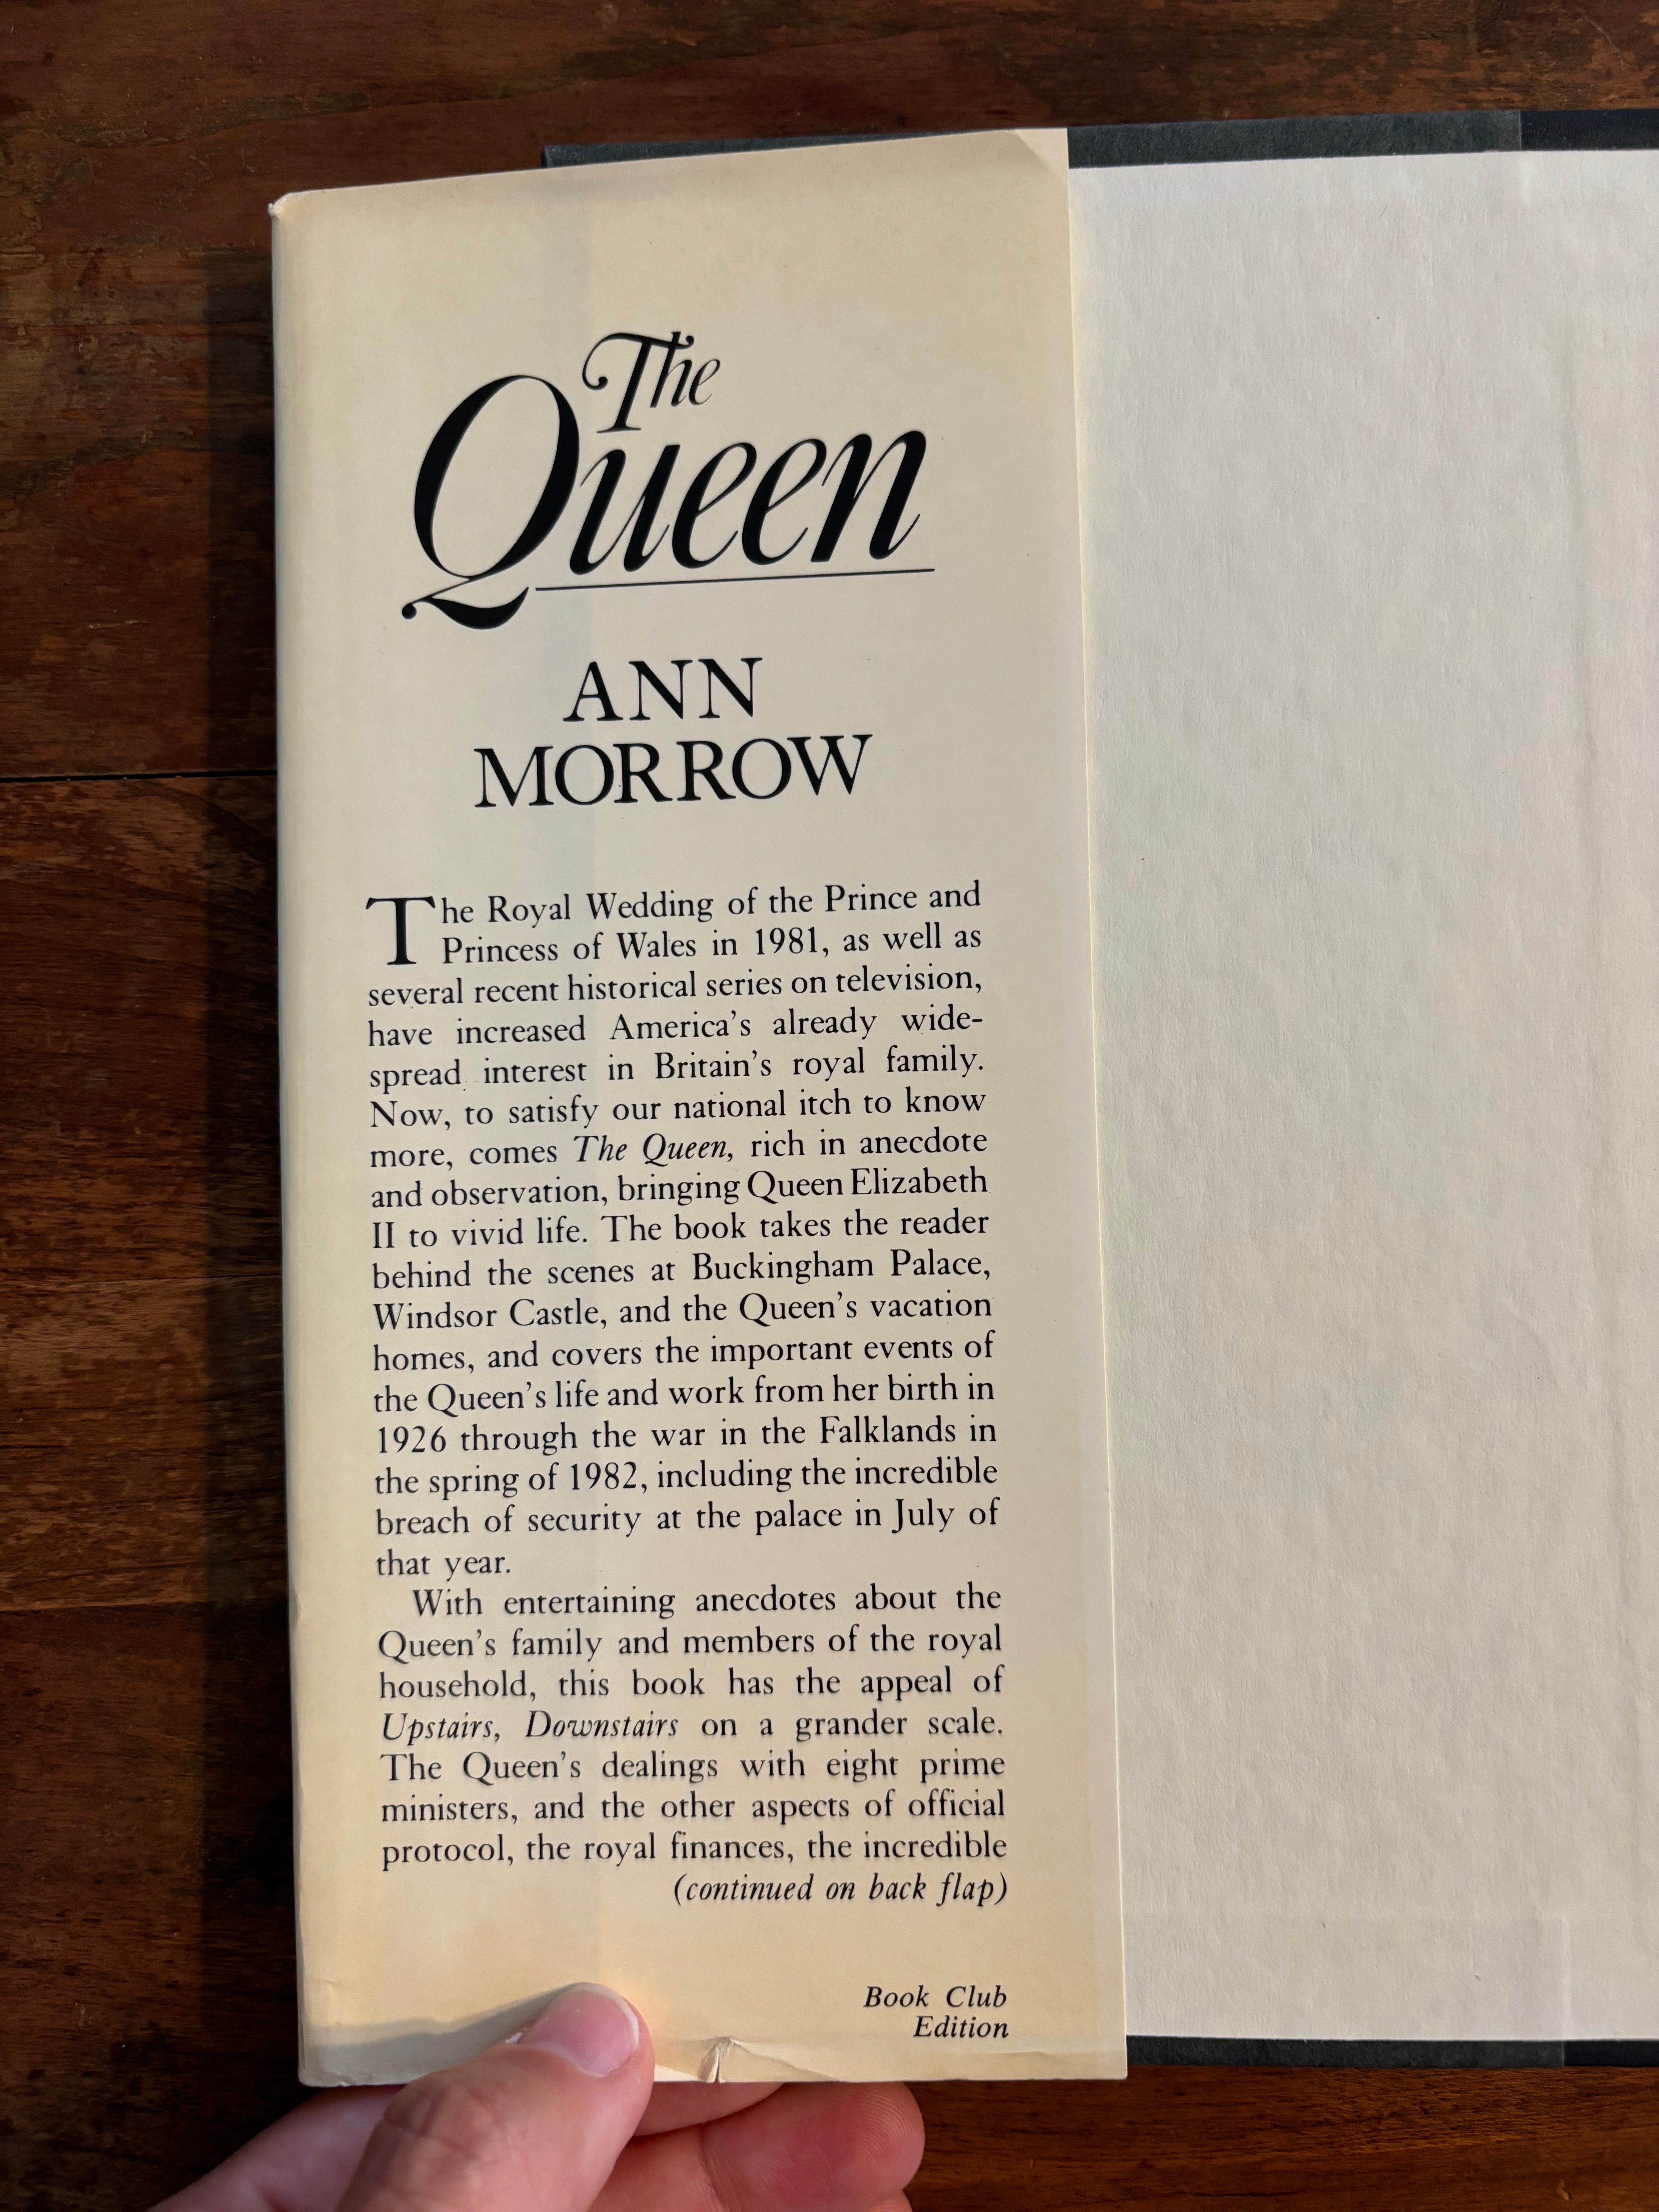 The
Queen
ANN
MORROW
The Royal Wedding of the Prince and
Princess of Wales in 1981, as well as
several recent historical series on television,
have increased America's already wide-
spread interest in Britain's royal family.
Now, to satisfy our national itch to know
more, comes The Queen, rich in anecdote
and observation, bringing Queen Elizabeth
II to vivid life. The book takes the reader
behind the scenes at Buckingham Palace,
Windsor Castle, and the Queen's vacation
homes, and covers the important events of
the Queen's life and work from her birth in
1926 through the war in the Falklands in
the spring of 1982, including the incredible
breach of security at the palace in July of
that year.
With entertaining anecdotes about the
Queen's family and members of the royal
household, this book has the appeal of
Upstairs, Downstairs on a grander scale.
The Queen's dealings with eight prime
ministers, and the other aspects of official
protocol, the royal finances, the incredible
(continued on back flap)
Book Club
Edition